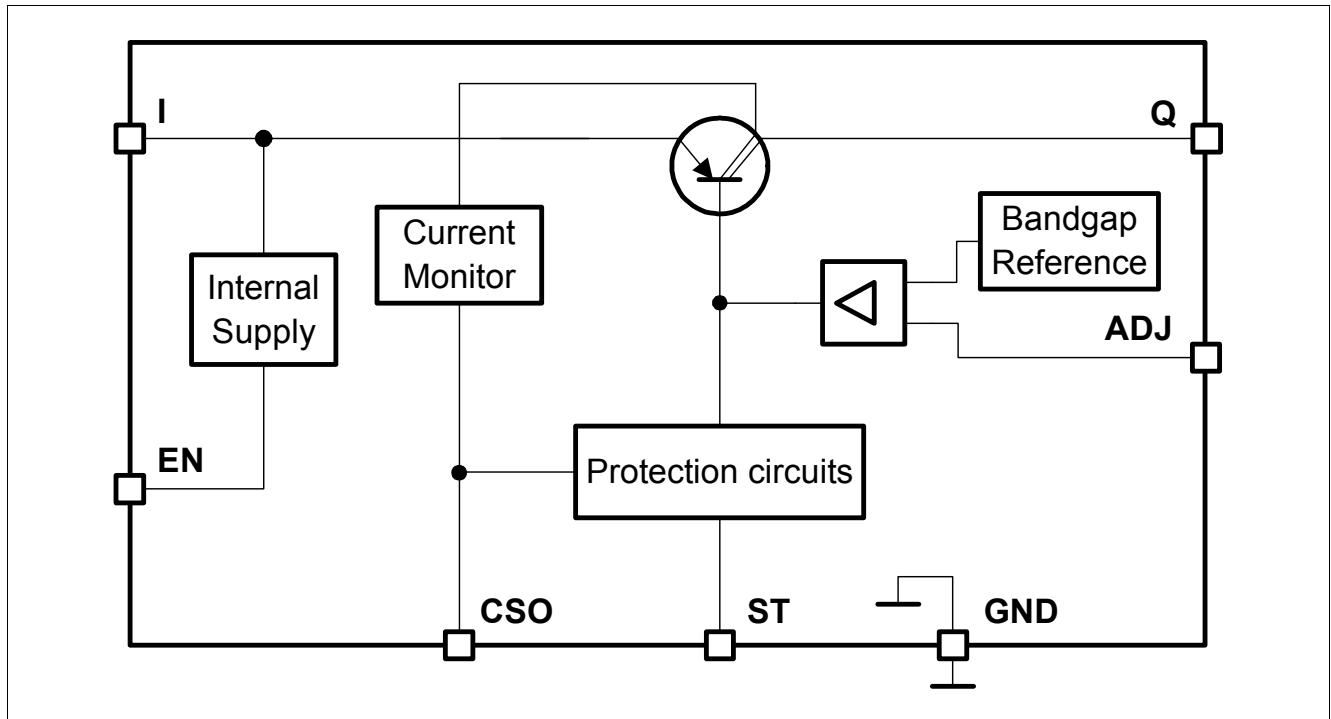 I
Q
Current
Monitor
Bandgap
Reference
Internal
Supply
ADJ
EN
Protection circuits
CSO
ST
GND